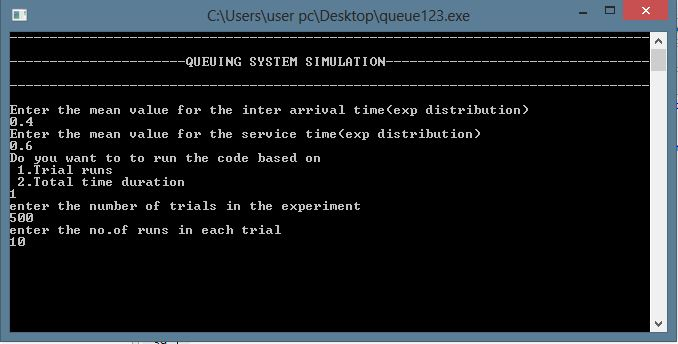 C:\Users\user pc\Desktop\queue123.exe
QUEUING SYSTEM SIMULATION
Enter the mean value for the inter arrival time(exp distribution)
0.4
Enter the mean value for the service time(exp distribution)
0.6
Do you want to to run the code based on
1.Trial runs
2.Total time duration
1
enter the number of trials in the experiment
500
enter the no.of runs in each trial
10